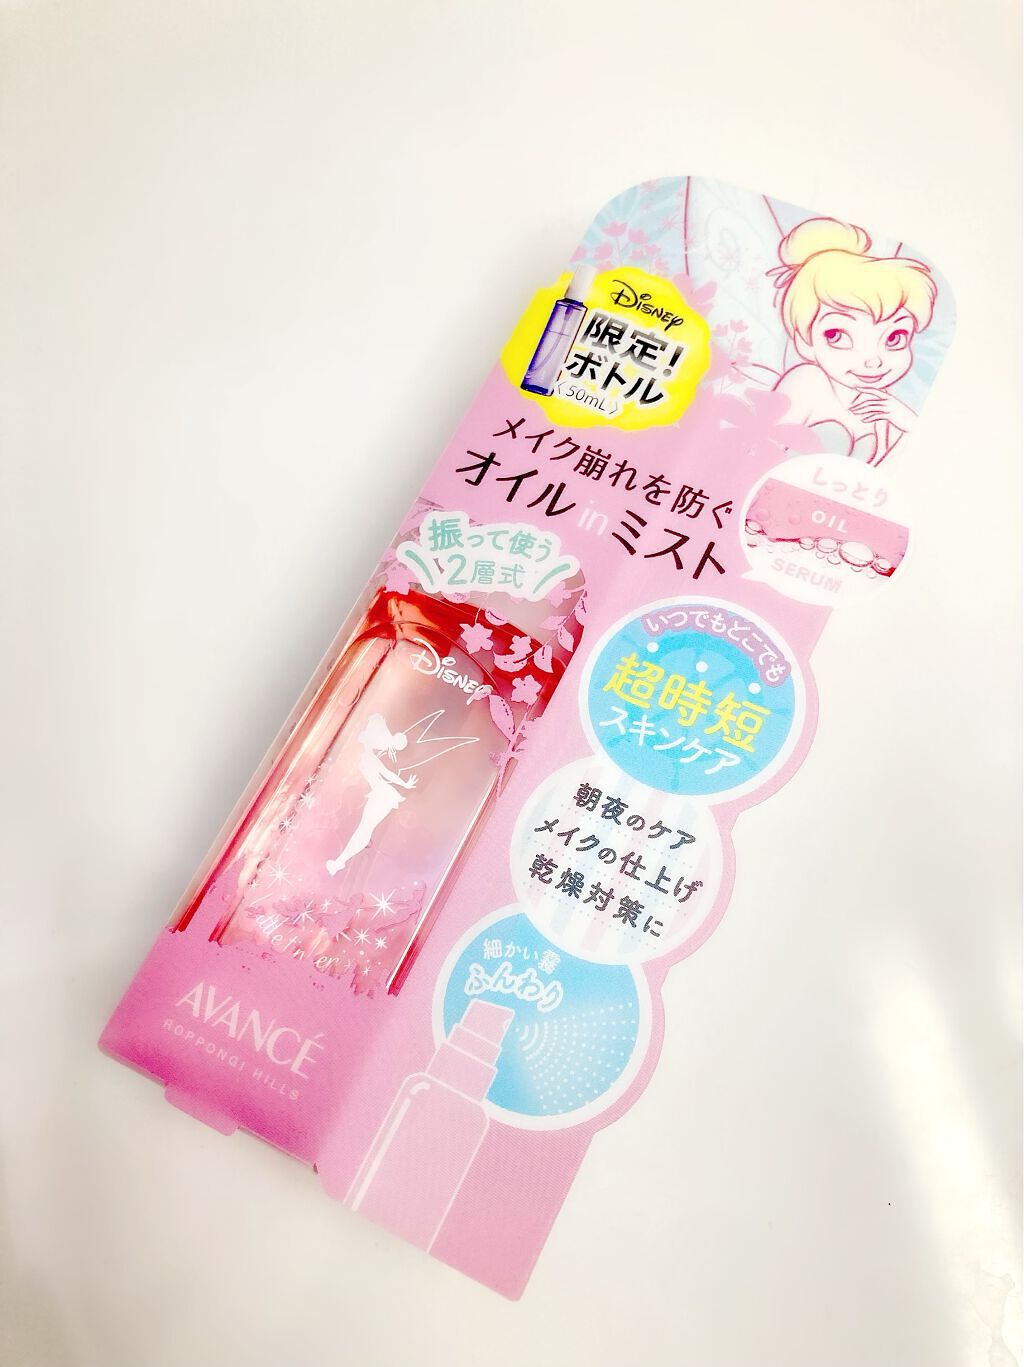 Disney
限定!
ボトル
〈50mL〉
メイク崩れを防ぐ
オイル in ミスト
しっとり
OIL
SERUM
振って使う
2層式
いつでもどこでも
超時短
スキンケア
Disney
朝夜のケア
メイクの仕上げ
乾燥対策に
細かい霧
ふんわり
AVANCÉ
ROPPONGI HILLS